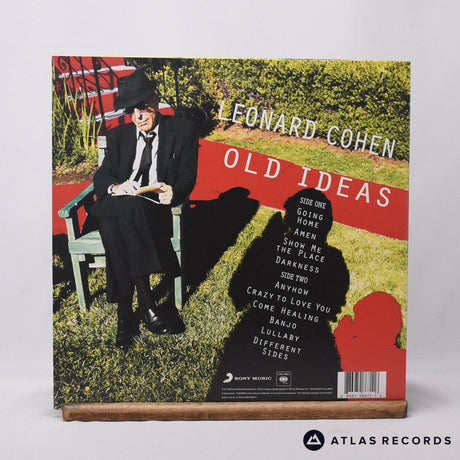 LEONARD COHEN
OLD IDEAS
SIDE ONE
GOING
HOME
AMEN
SHOW ME
THE PLACE
DARKNESS
SIDE TWO
ANYHOW
CRAZY TO LOVE YOU
COME HEALING
BANJO
LULLABY
DIFFERENT
SIDES
SONY MUSIC
ATLAS RECORDS